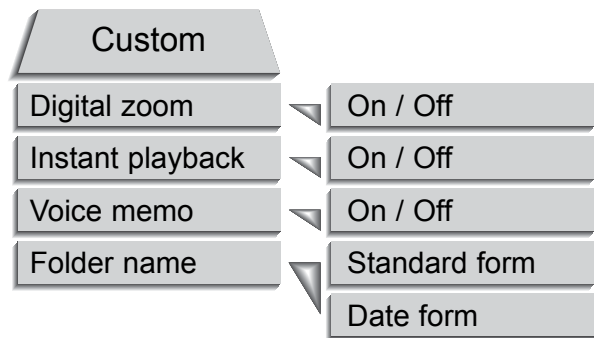 Custom
Digital zoom On / Off
Instant playback On / Off
Voice memo On / Off
Folder name Standard form
Date form